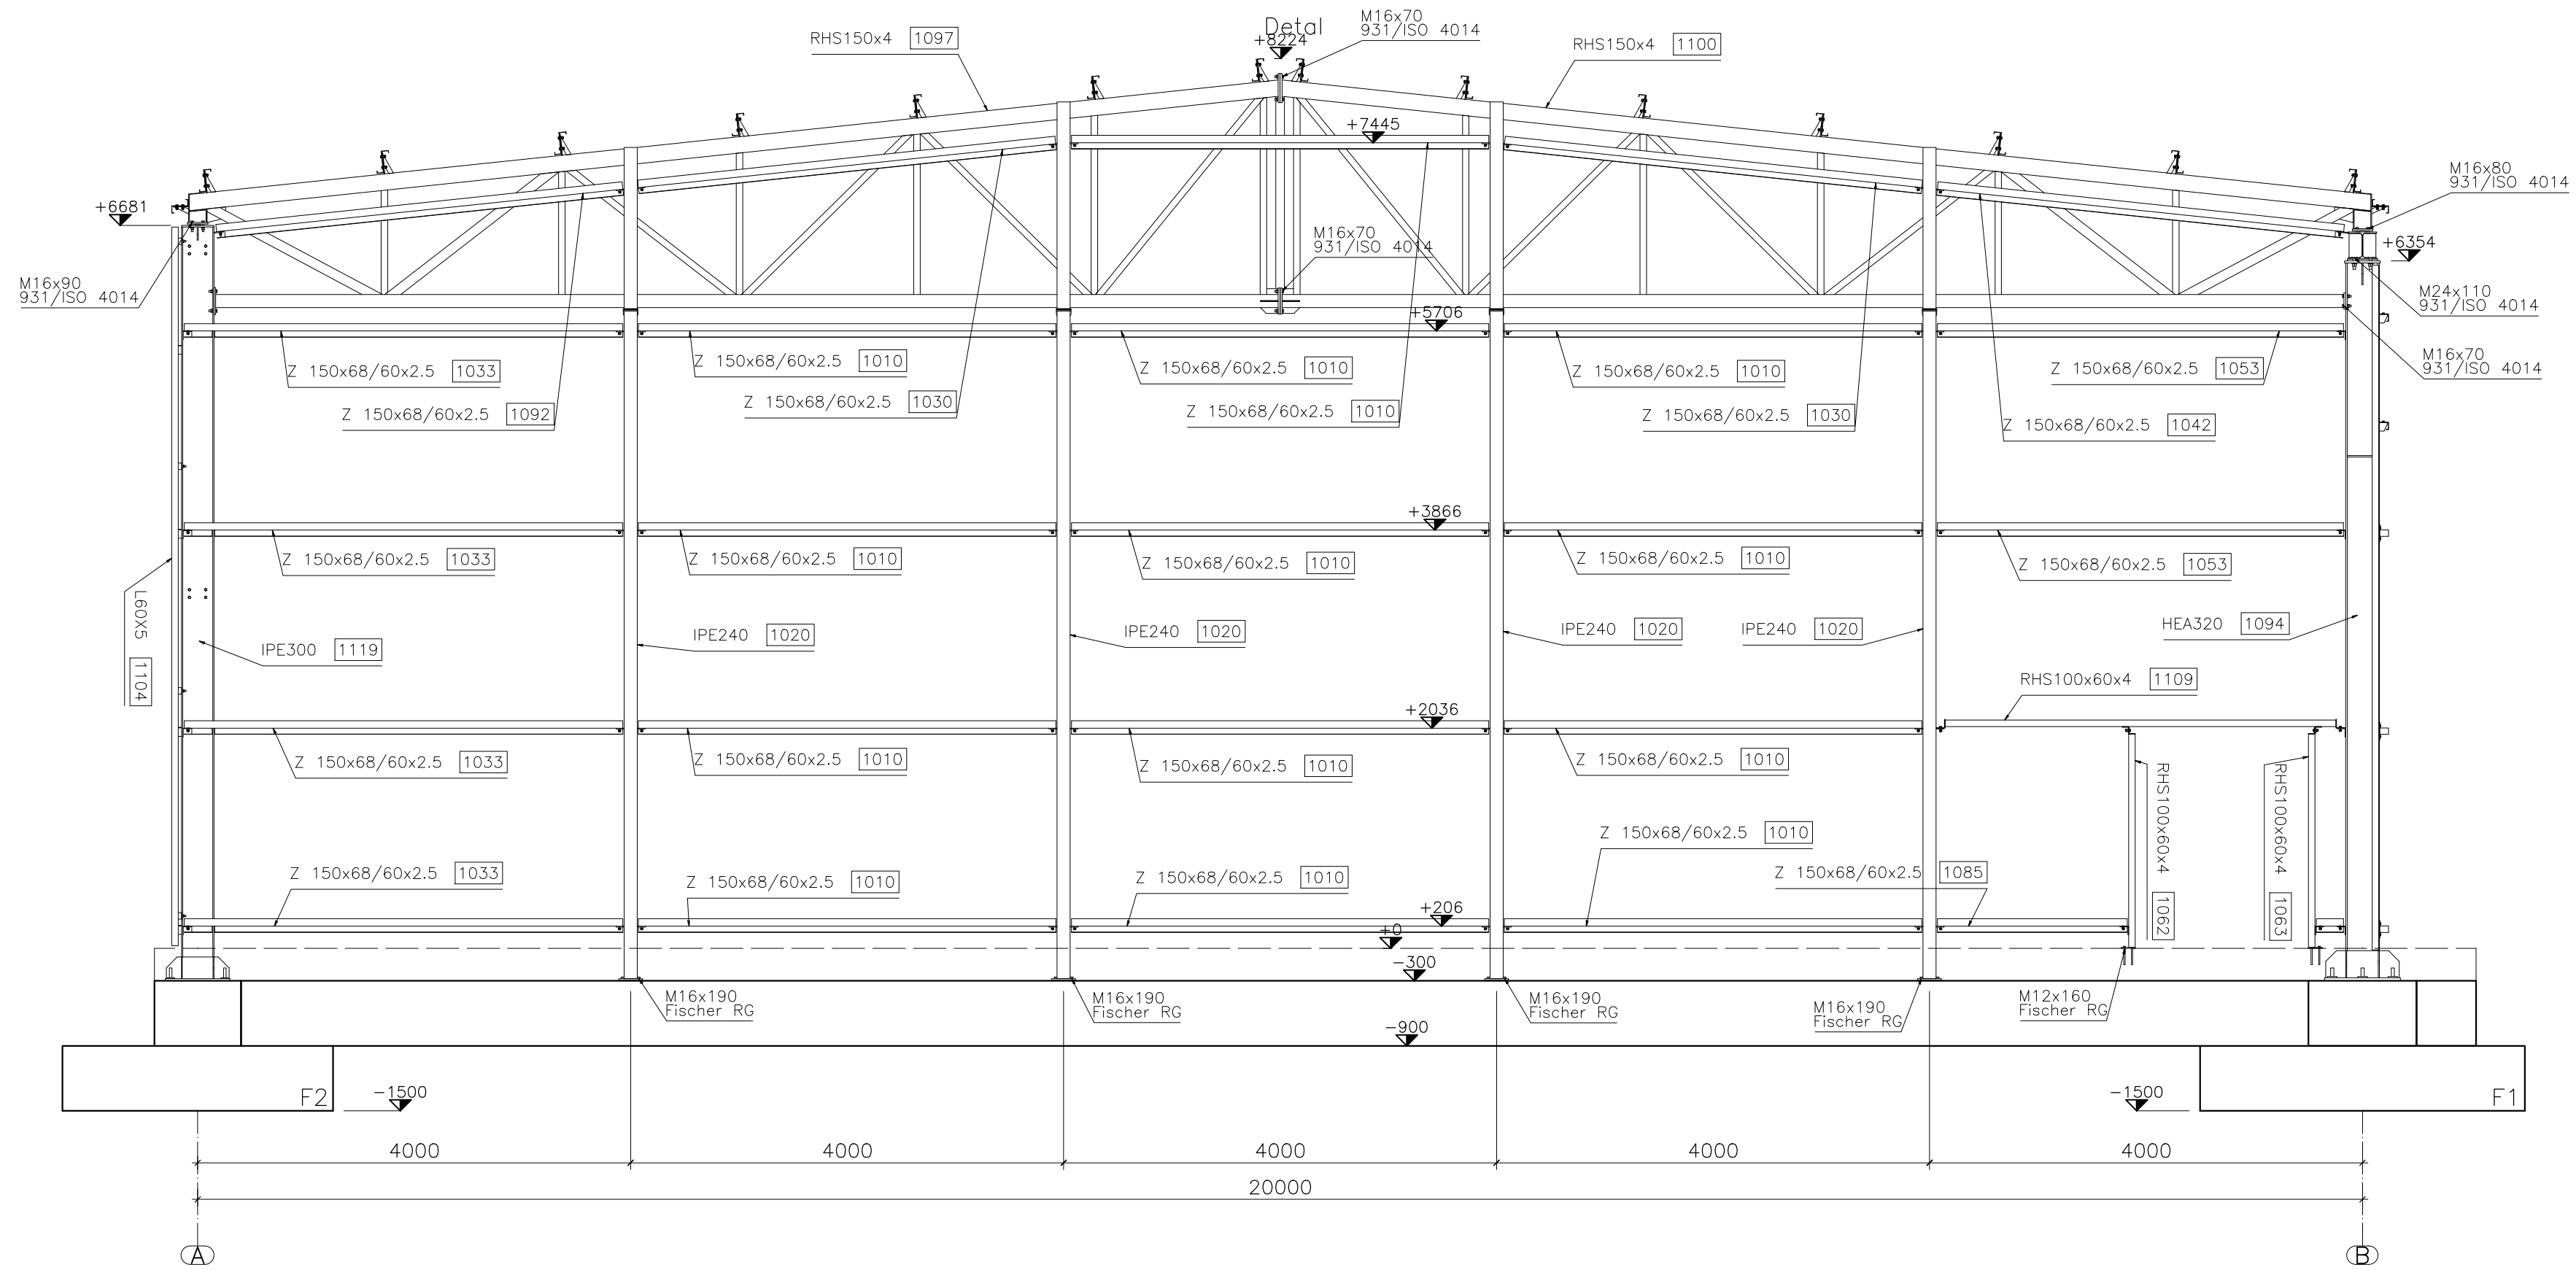 Detal
+8224
M16x70
931/ISO 4014
RHS150x4 1097
RHS150x4 1100
+7445
M16x80
931/ISO 4014
+6681
M16x70
931/ISO 4014
+6354
M16x90
931/ISO 4014
M24x110
931/ISO 4014
+5706
M16x70
931/ISO 4014
Z 150x68/60x2.5 1033
Z 150x68/60x2.5 1010
Z 150x68/60x2.5 1010
Z 150x68/60x2.5 1010
Z 150x68/60x2.5 1053
Z 150x68/60x2.5 1092
Z 150x68/60x2.5 1030
Z 150x68/60x2.5 1010
Z 150x68/60x2.5 1030
Z 150x68/60x2.5 1042
+3866
Z 150x68/60x2.5 1033
Z 150x68/60x2.5 1010
Z 150x68/60x2.5 1010
Z 150x68/60x2.5 1010
Z 150x68/60x2.5 1053
L60X5 1104
IPE300 1119
IPE240 1020
IPE240 1020
IPE240 1020
IPE240 1020
HEA320 1094
RHS100x60x4 1109
+2036
Z 150x68/60x2.5 1033
Z 150x68/60x2.5 1010
Z 150x68/60x2.5 1010
Z 150x68/60x2.5 1010
RHS100x60x4 1062
RHS100x60x4 1063
Z 150x68/60x2.5 1033
Z 150x68/60x2.5 1010
Z 150x68/60x2.5 1010
Z 150x68/60x2.5 1010
Z 150x68/60x2.5 1085
+206
+0
-300
M16x190
Fischer RG
M16x190
Fischer RG
M16x190
Fischer RG
M16x190
Fischer RG
M12x160
Fischer RG
-900
F2
-1500
-1500
F1
4000
4000
4000
4000
4000
20000
A
B